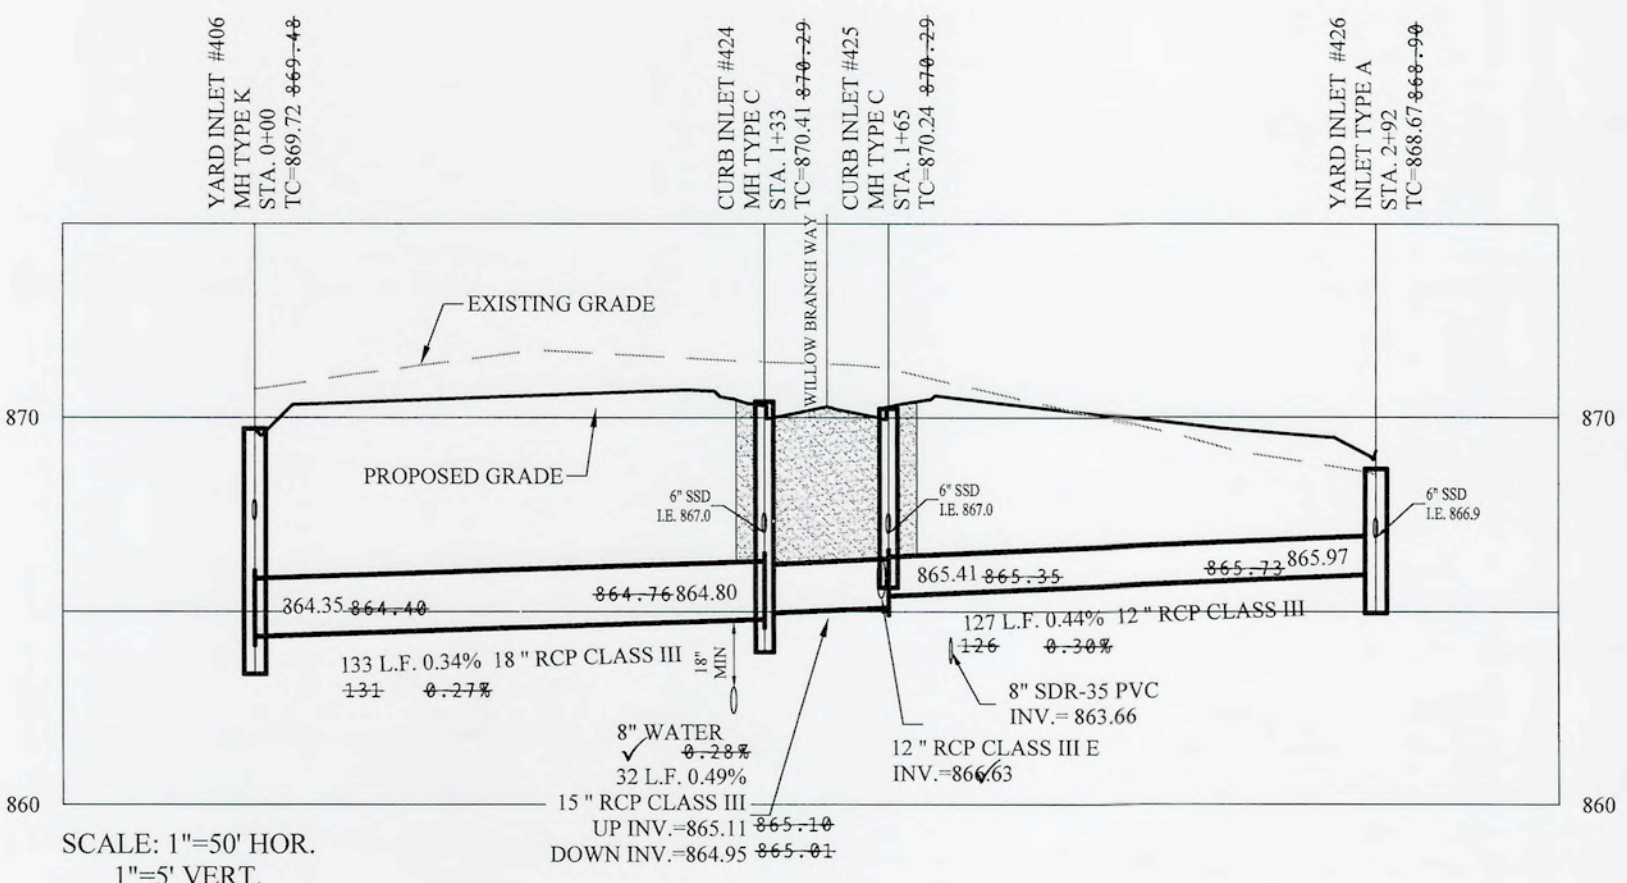 YARD INLET #406
MH TYPE K
STA. 0+00
TC=869.72 869.48
CURB INLET #424
MH TYPE C
STA. 1+33
TC=870.41 870.29
CURB INLET #425
MH TYPE C
STA. 1+65
TC=870.24 870.29
YARD INLET #426
INLET TYPE A
STA. 2+92
TC=868.67 868.90
WILLOW BRANCH WAY
EXISTING GRADE
870
870
PROPOSED GRADE
6" SSD
I.E. 867.0
6" SSD
I.E. 867.0
6" SSD
I.E. 866.9
864.35 864.40
864.76 864.80
865.41 865.35
865.73 865.97
133 L.F. 0.34% 18 " RCP CLASS III
131 0.27%
18"
MIN
127 L.F. 0.44% 12 " RCP CLASS III
126 0.30%
8" SDR-35 PVC
INV.= 863.66
8" WATER
0.28%
32 L.F. 0.49%
15 " RCP CLASS III
UP INV.=865.11 865.10
DOWN INV.=864.95 865.01
12 " RCP CLASS III E
INV.=866.63
860
860
SCALE: 1"=50' HOR.
1"=5' VERT.